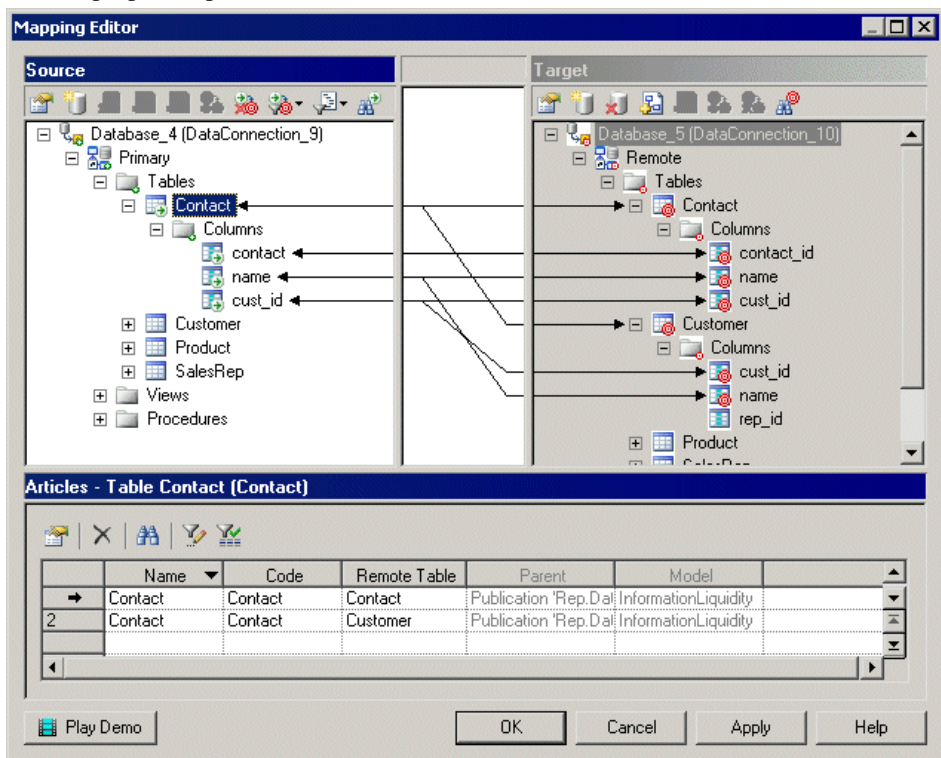 Mapping Editor
Source
Target
Database_4 (DataConnection_9)
Primary
Tables
Contact
Columns
contact
name
cust_id
Customer
Product
SalesRep
Views
Procedures
Database_5 (DataConnection_10)
Remote
Tables
Contact
Columns
contact_id
name
cust_id
Customer
Columns
cust_id
name
rep_id
Product
Articles - Table Contact (Contact)
Name Code Remote Table Parent Model
Contact Contact Contact Publication 'Rep.Dal InformationLiquidity
2 Contact Contact Customer Publication 'Rep.Dal InformationLiquidity
Play Demo OK Cancel Apply Help